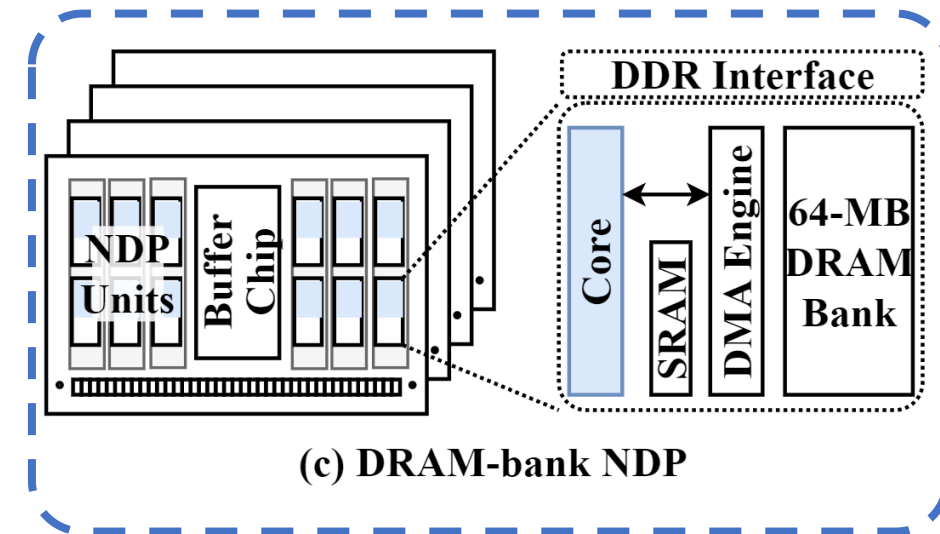 DDR Interface
NDP
Units
Buffer
Chip
Core
SRAM
DMA Engine
64-MB
DRAM
Bank
(c) DRAM-bank NDP